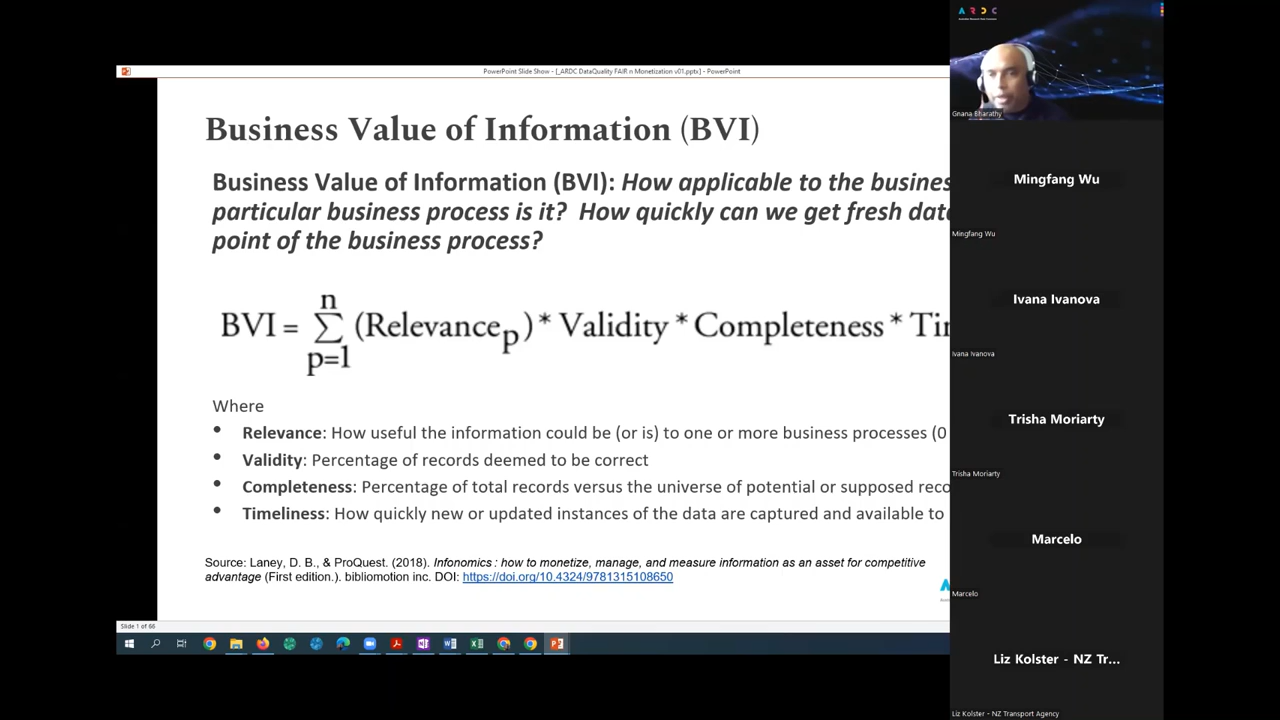 PowerPoint Slide Show - [_ARDC DataQuality FAIR n Monetization v01.pptx] - PowerPoint
Business Value of Information (BVI)
Business Value of Information (BVI): How applicable to the busines
particular business process is it? How quickly can we get fresh data
point of the business process?
BVI = n ∑ p=1 (Relevancep) * Validity * Completeness * Tin
Where
• Relevance: How useful the information could be (or is) to one or more business processes (0
• Validity: Percentage of records deemed to be correct
• Completeness: Percentage of total records versus the universe of potential or supposed reco
• Timeliness: How quickly new or updated instances of the data are captured and available to
Source: Laney, D. B., & ProQuest. (2018). Infonomics : how to monetize, manage, and measure information as an asset for competitive
advantage (First edition.). bibliomotion inc. DOI: https://doi.org/10.4324/9781315108650
Slide 1 of 66
ARDC
Gnana Bharathy
Mingfang Wu
Mingfang Wu
Ivana Ivanova
Ivana Ivanova
Trisha Moriarty
Trisha Moriarty
Marcelo
Marcelo
Liz Kolster - NZ Tr...
Liz Kolster - NZ Transport Agency